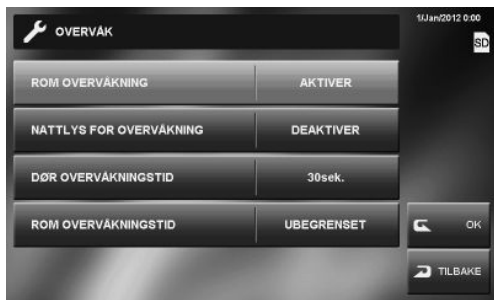 OVERVÅK
1/Jan/2012 0:00
SD
ROM OVERVÅKNING AKTIVER
NATTLYS FOR OVERVÅKNING DEAKTIVER
DØR OVERVÅKNINGSTID 30sek.
ROM OVERVÅKNINGSTID UBEGRENSET
OK
TILBAKE